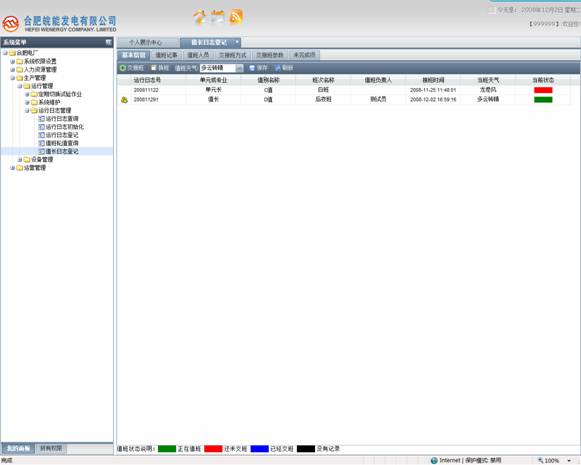 合肥皖能发电有限公司
HEFEI WENERGY COMPANY. LIMITED
今天是： 2008年12月2日 星期二
【999999】:欢迎您!
系统菜单
合肥电厂
系统权限设置
人力资源管理
生产管理
运行管理
定期切换试验作业
系统维护
运行日志管理
运行日志查询
运行日志初始化
运行日志登记
值班轮值查询
值长日志登记
设备管理
运营管理
我的面板
所有权限
个人展示中心
值长日志登记
基本信息 值班记事 值班人员 交接班方式 交接班参数 未完成项
交接班 换班 值班天气 多云转晴 保存 刷新
运行日志号 单元或专业 值别名称 班次名称 值班负责人 接班时间 当班天气 当前状态
200811122 单元长 D值 白班 2008-11-25 11:48:01 龙卷风
200811291 值长 D值 后夜班 测试员 2008-12-02 16:59:16 多云转晴
值班状态说明: 正在值班 还未交班 已经交班 没有记录
完成
Internet | 保护模式: 禁用
100%